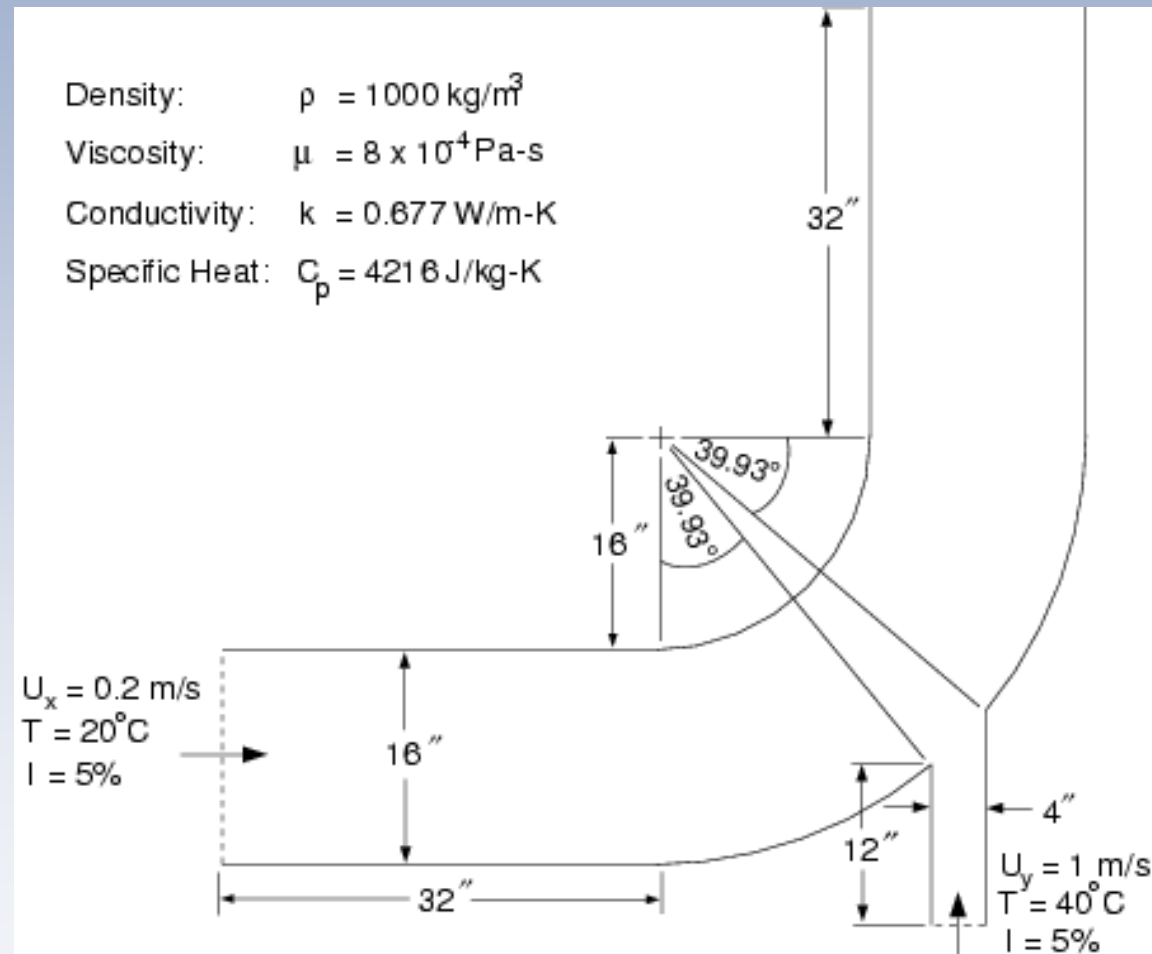 Density: ρ = 1000 kg/m³
Viscosity: μ = 8 x 10⁻⁴ Pa-s
Conductivity: k = 0.677 W/m-K
Specific Heat: Cₚ = 4216 J/kg-K
32″
39.93°
39.93°
16″
Uₓ = 0.2 m/s
T = 20°C
I = 5%
16″
32″
12″
4″
U_y = 1 m/s
T = 40°C
I = 5%